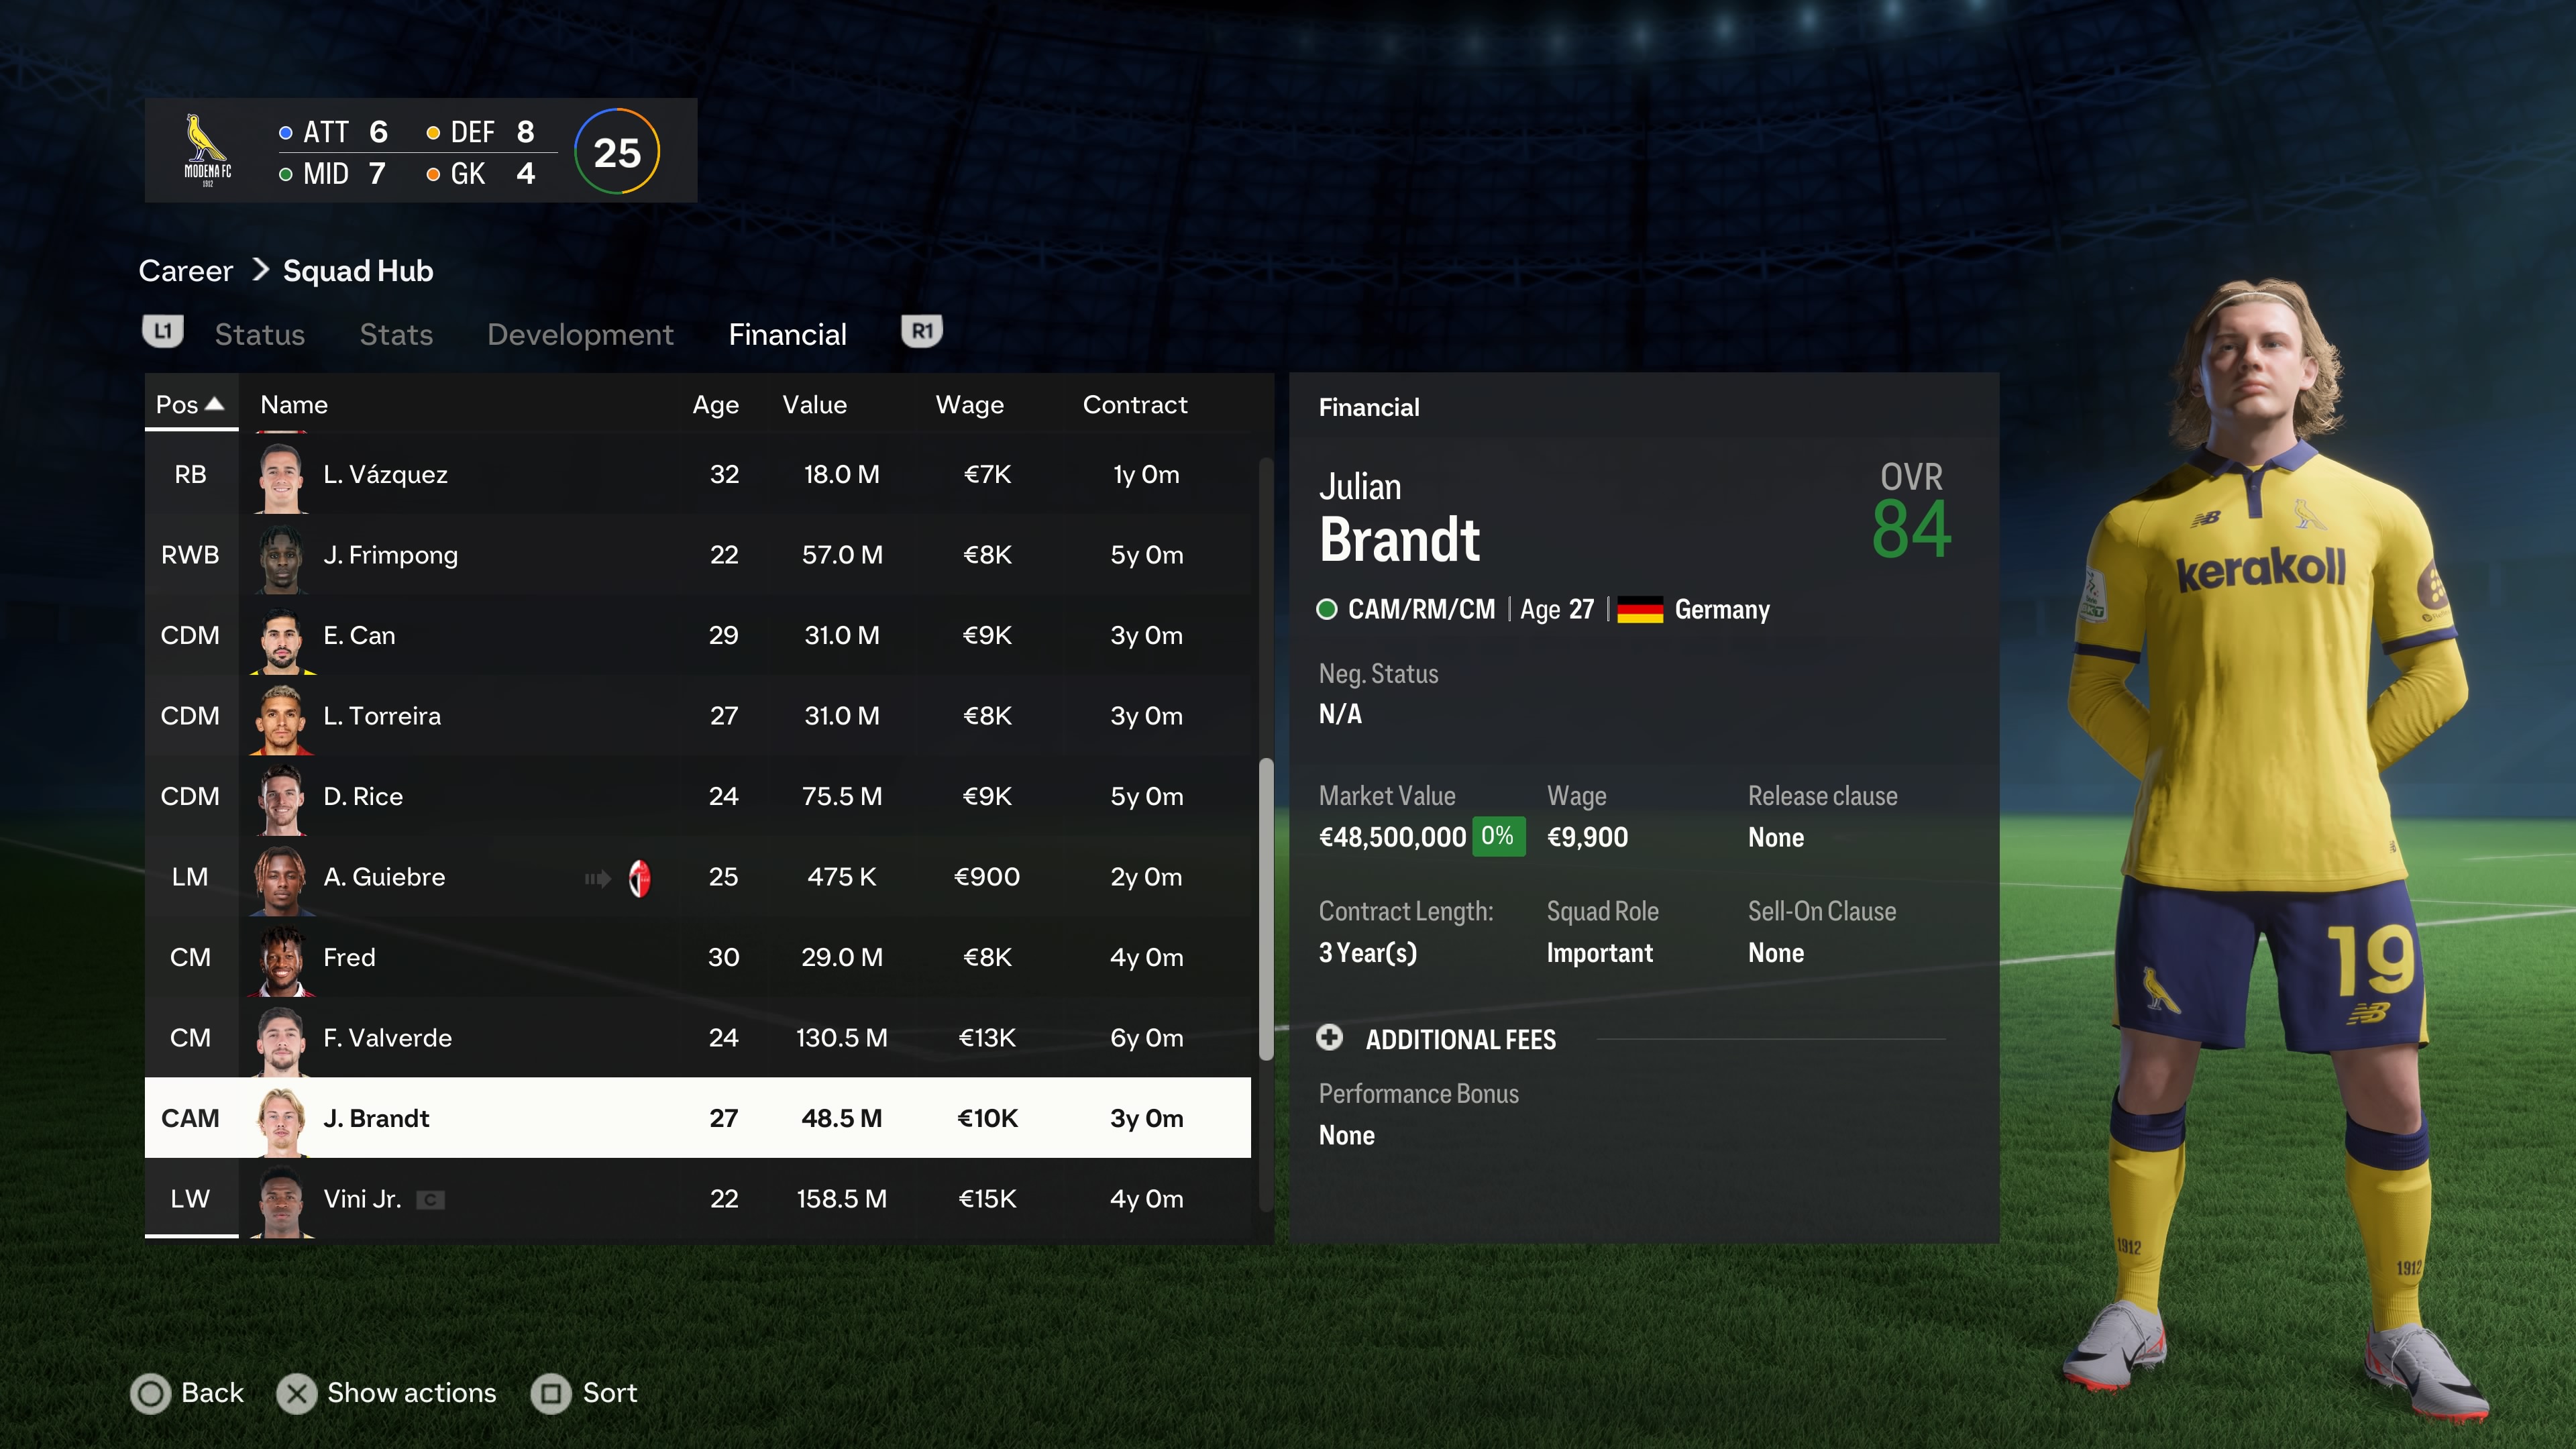 ATT 6 DEF 8
MID 7 GK 4
25
MODENA FC
1912
Career > Squad Hub
L1 Status Stats Development Financial R1
Pos Name Age Value Wage Contract
RB L. Vázquez 32 18.0 M €7K 1y 0m
RWB J. Frimpong 22 57.0 M €8K 5y 0m
CDM E. Can 29 31.0 M €9K 3y 0m
CDM L. Torreira 27 31.0 M €8K 3y 0m
CDM D. Rice 24 75.5 M €9K 5y 0m
LM A. Guiebre 25 475 K €900 2y 0m
CM Fred 30 29.0 M €8K 4y 0m
CM F. Valverde 24 130.5 M €13K 6y 0m
CAM J. Brandt 27 48.5 M €10K 3y 0m
LW Vini Jr. C 22 158.5 M €15K 4y 0m
Financial
Julian
Brandt
OVR
84
CAM/RM/CM | Age 27 | Germany
Neg. Status
N/A
Market Value Wage Release clause
€48,500,000 0% €9,900 None
Contract Length: Squad Role Sell-On Clause
3 Year(s) Important None
ADDITIONAL FEES
Performance Bonus
None
NB
kerakoll
19
NB
1912
1912
Back Show actions Sort